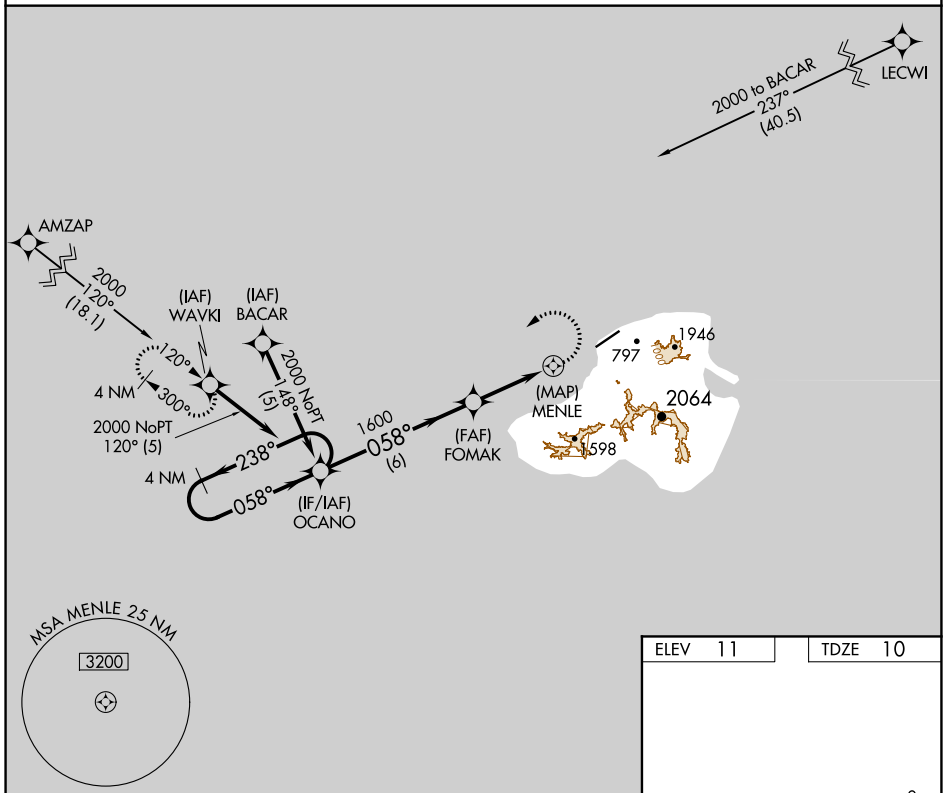 LECWI
2000 to BACAR
237°
(40.5)
AMZAP
2000
120°
(18.1)
(IAF)
WAVKI
(IAF)
BACAR
120°
300°
4 NM
2000 NoPT
120° (5)
2000 NoPT
148°
(5)
1946
797
2064
1598
(MAP)
MENLE
1600
058°
(6)
(FAF)
FOMAK
238°
4 NM
058°
(IF/IAF)
OCANO
MSA MENLE 25 NM
3200
ELEV 11
TDZE 10